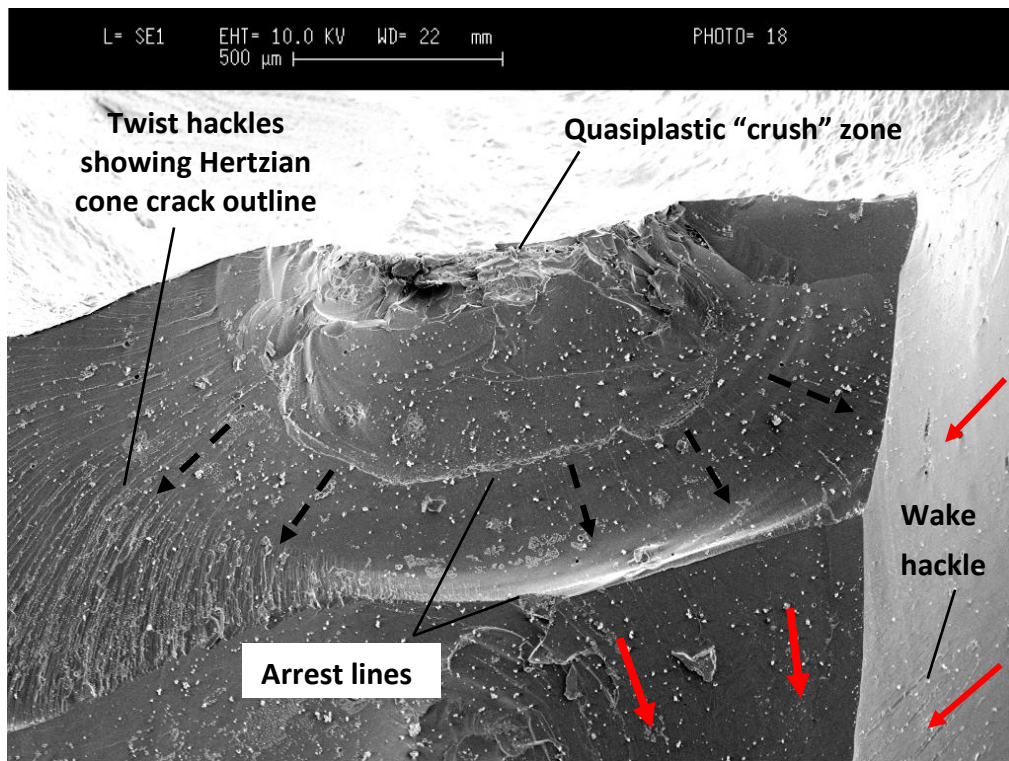 L= SE1 EHT= 10.0 KV WD= 22 mm PHOTO= 18
500 µm
Twist hackles
showing Hertzian
cone crack outline
Quasiplastic “crush” zone
Wake
hackle
Arrest lines